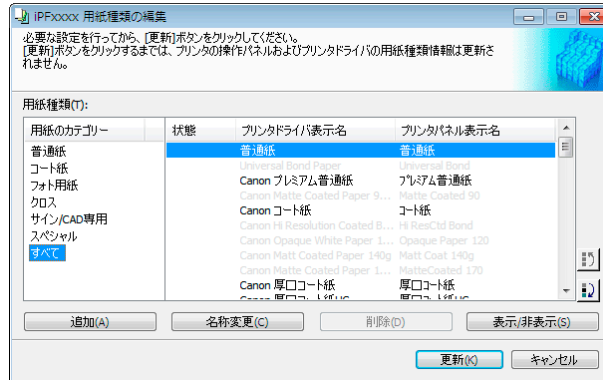 iPFxxxx 用紙種類の編集
必要な設定を行ってから、[更新]ボタンをクリックしてください。
[更新]ボタンをクリックするまでは、プリンタの操作パネルおよびプリンタドライバの用紙種類情報は更新さ
れません。
用紙種類(T):
用紙のカテゴリー 状態 プリンタドライバ表示名 プリンタパネル表示名
普通紙 普通紙 普通紙
コート紙 Universal Bond Paper Universal Bond
フォト用紙 Canon プレミアム普通紙 プレミアム普通紙
クロス Canon Matte Coated Paper 9... Matte Coated 90
サイン/CAD専用 Canon コート紙 コート紙
スペシャル Canon Hi Resolution Coated B... Hi ResCtd Bond
すべて Canon Opaque White Paper 1... Opaque Paper 120
Canon Matt Coated Paper 140g Matt Coat 140g
Canon Matte Coated Paper 1... MatteCoated 170
Canon 厚口コート紙 厚口コート紙
追加(A) 名称変更(C) 削除(D) 表示/非表示(S)
更新(K) キャンセル